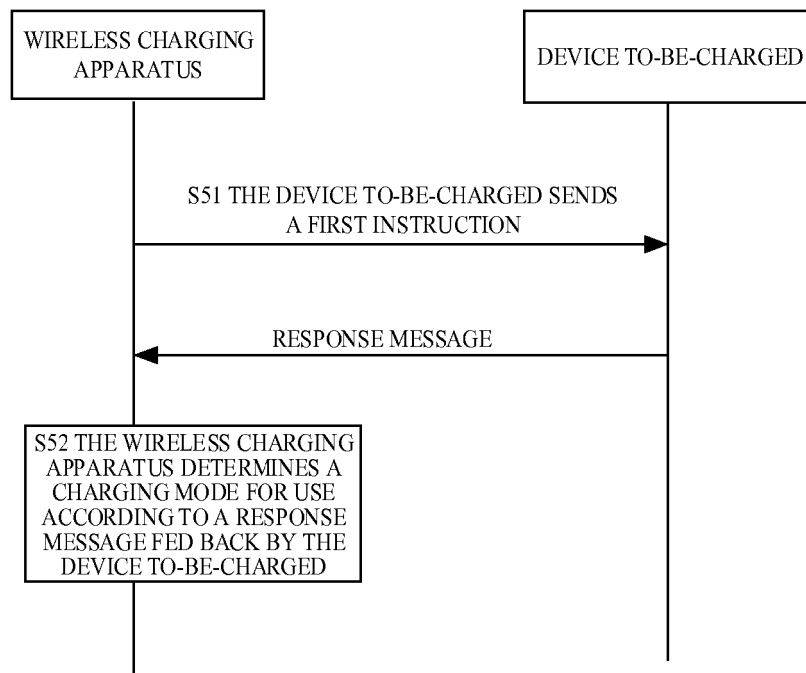 WIRELESS CHARGING
APPARATUS
DEVICE TO-BE-CHARGED
S51 THE DEVICE TO-BE-CHARGED SENDS
A FIRST INSTRUCTION
RESPONSE MESSAGE
S52 THE WIRELESS CHARGING
APPARATUS DETERMINES A
CHARGING MODE FOR USE
ACCORDING TO A RESPONSE
MESSAGE FED BACK BY THE
DEVICE TO-BE-CHARGED